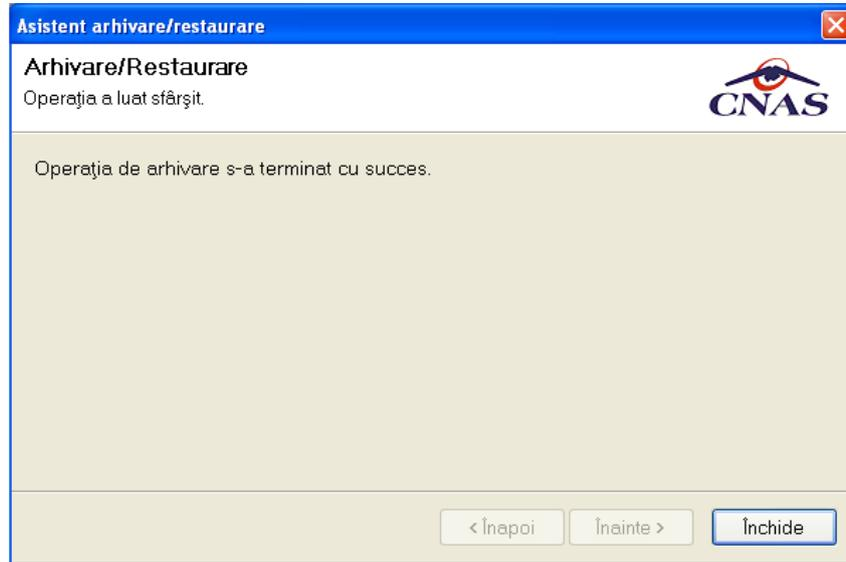 Asistent arhivare/restaurare
Arhivare/Restaurare
Operaţia a luat sfârşit.
CNAS
Operaţia de arhivare s-a terminat cu succes.
< Înapoi
Înainte >
Închide